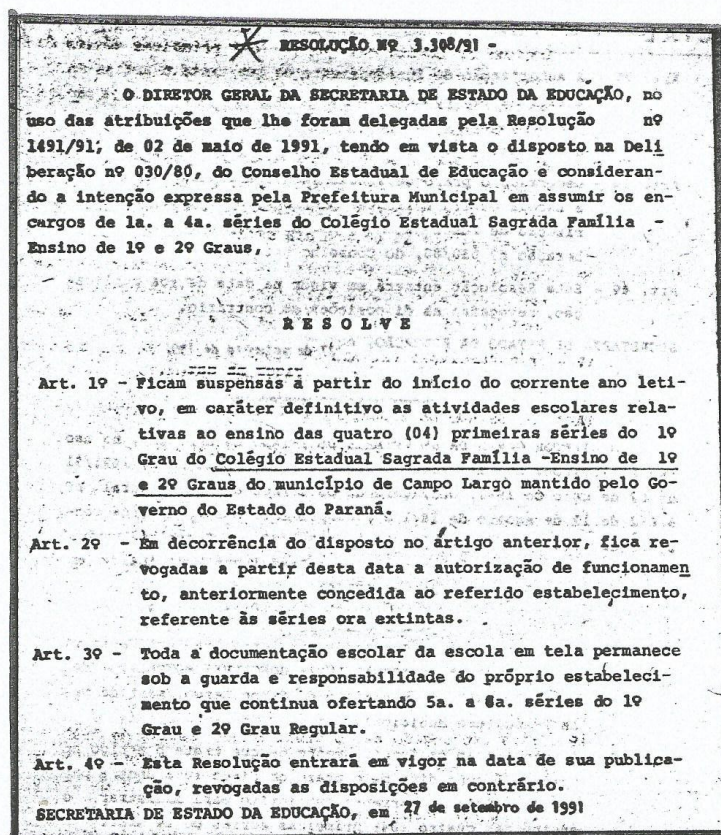 RESOLUÇÃO Nº 3.308/91 -
O DIRETOR GERAL DA SECRETARIA DE ESTADO DA EDUCAÇÃO, no
uso das atribuições que lhe foram delegadas pela Resolução nº
1491/91, de 02 de maio de 1991, tendo em vista o disposto na Deli
beração nº 030/80, do Conselho Estadual de Educação e consideran-
do a intenção expressa pela Prefeitura Municipal em assumir os en-
cargos de 1a. a 4a. séries do Colégio Estadual Sagrada Família -
Ensino de 1º e 2º Graus,
R E S O L V E
Art. 1º - Ficam suspensas a partir do início do corrente ano leti-
vo, em caráter definitivo as atividades escolares rela-
tivas ao ensino das quatro (04) primeiras séries do 1º
Grau do Colégio Estadual Sagrada Família -Ensino de 1º
e 2º Graus do município de Campo Largo mantido pelo Go-
verno do Estado do Paraná.
Art. 2º - Em decorrência do disposto no artigo anterior, fica re-
vogadas a partir desta data a autorização de funcionamen
to, anteriormente concedida ao referido estabelecimento,
referente às séries ora extintas.
Art. 3º - Toda a documentação escolar da escola em tela permanece
sob a guarda e responsabilidade do próprio estabeleci-
mento que continua ofertando 5a. a 8a. séries do 1º
Grau e 2º Grau Regular.
Art. 4º - Esta Resolução entrará em vigor na data de sua publica-
ção, revogadas as disposições em contrário.
SECRETARIA DE ESTADO DA EDUCAÇÃO, em 27 de setembro de 1991